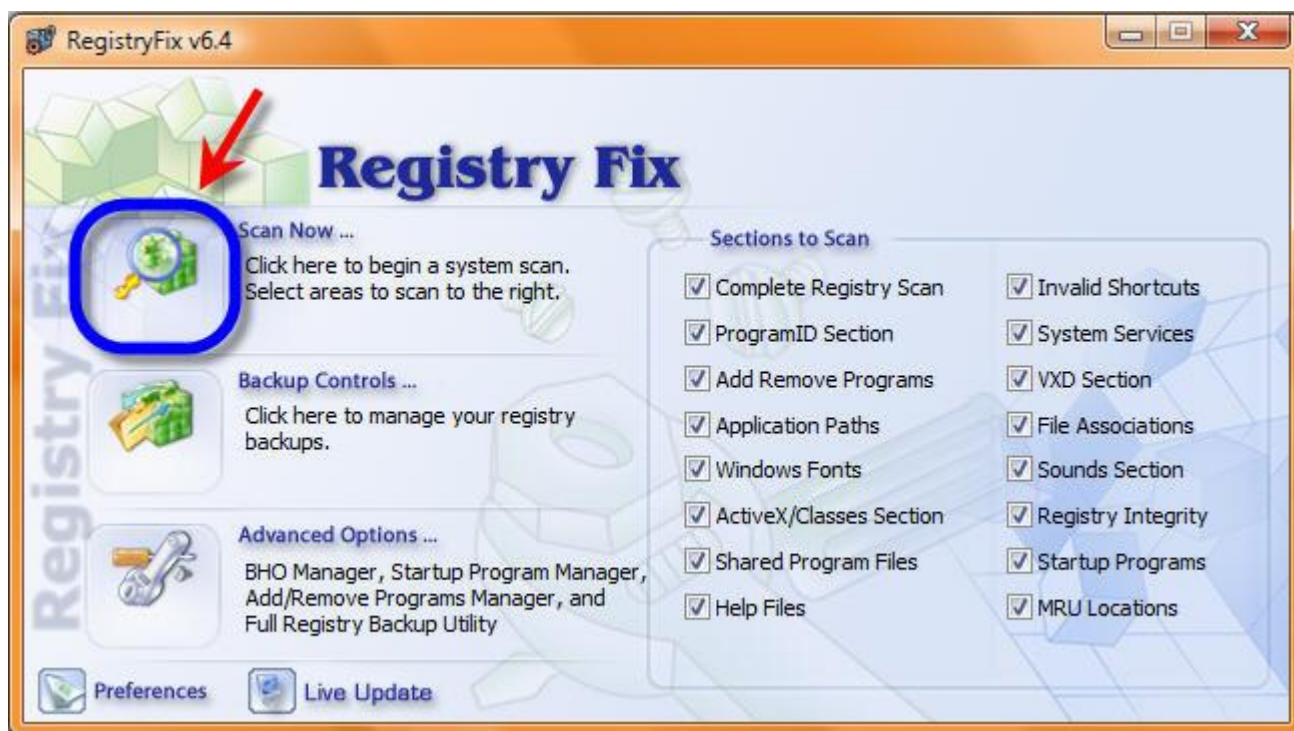 RegistryFix v6.4
Registry Fix
Registry Fix
Scan Now ...
Click here to begin a system scan.
Select areas to scan to the right.
Backup Controls ...
Click here to manage your registry
backups.
Advanced Options ...
BHO Manager, Startup Program Manager,
Add/Remove Programs Manager, and
Full Registry Backup Utility
Preferences
Live Update
Sections to Scan
Complete Registry Scan
ProgramID Section
Add Remove Programs
Application Paths
Windows Fonts
ActiveX/Classes Section
Shared Program Files
Help Files
Invalid Shortcuts
System Services
VXD Section
File Associations
Sounds Section
Registry Integrity
Startup Programs
MRU Locations